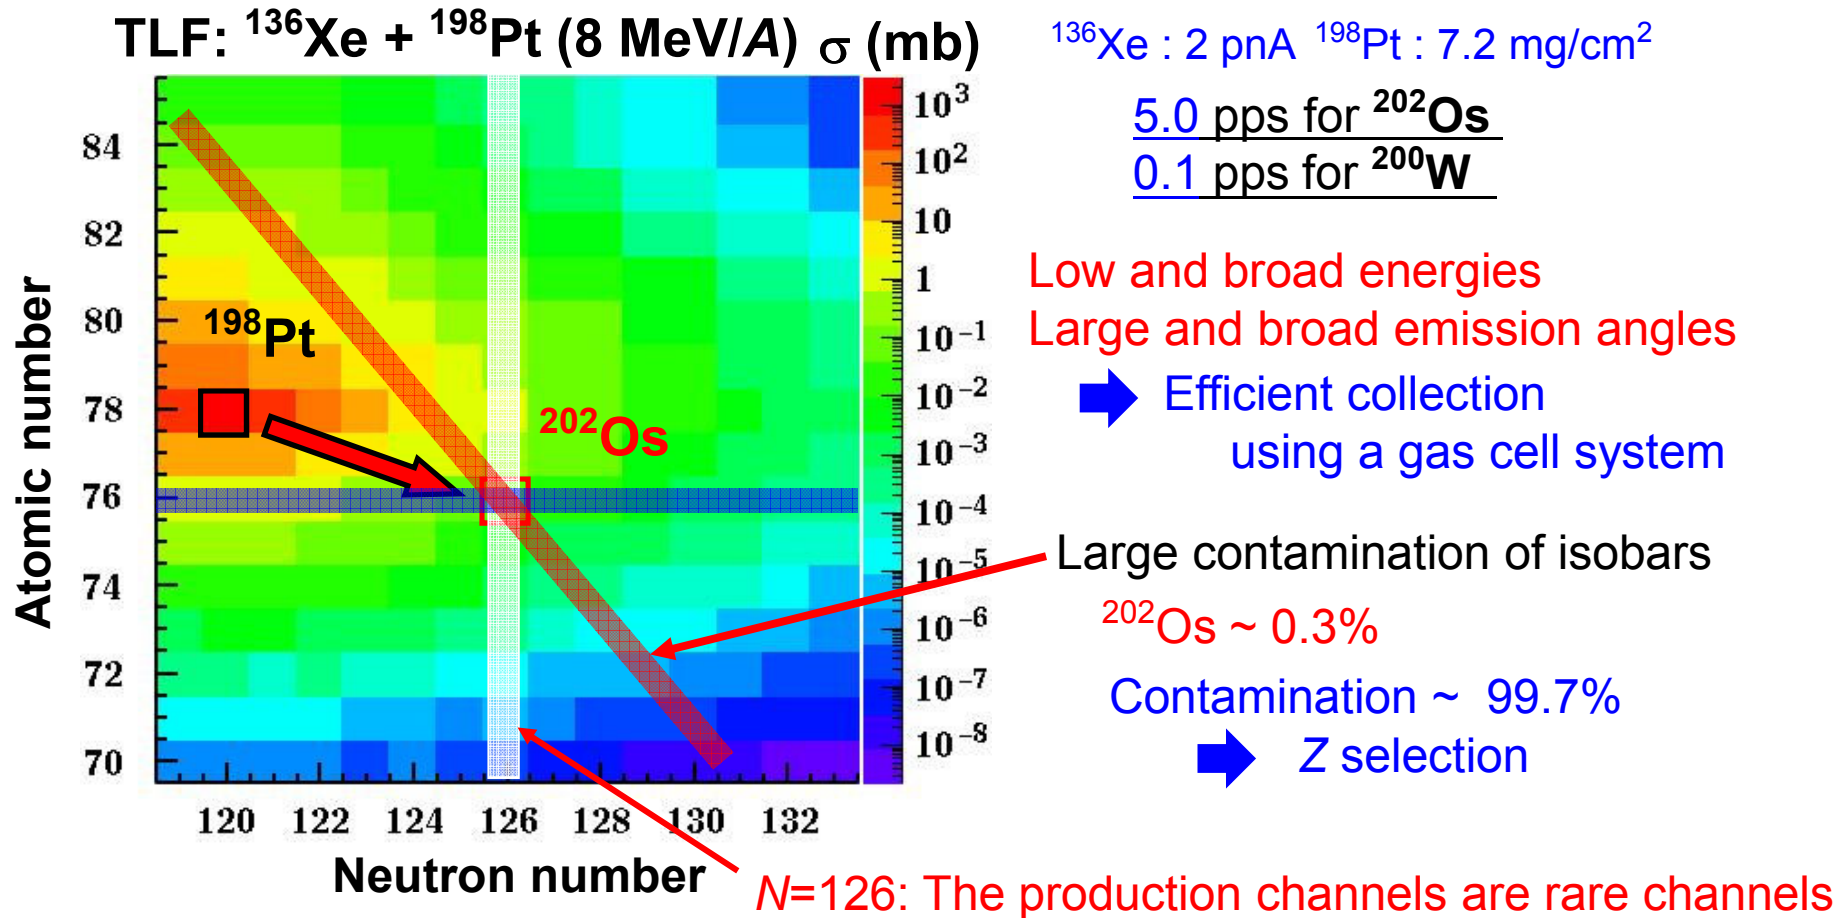 TLF: ¹³⁶Xe + ¹⁹⁸Pt (8 MeV/A) σ (mb)
¹³⁶Xe : 2 pnA ¹⁹⁸Pt : 7.2 mg/cm²
5.0 pps for ²⁰²Os
0.1 pps for ²⁰⁰W
Low and broad energies
Large and broad emission angles
Efficient collection
using a gas cell system
Large contamination of isobars
²⁰²Os ~ 0.3%
Contamination ~ 99.7%
Z selection
N=126: The production channels are rare channels
Atomic number
84
82
80
78
76
74
72
70
¹⁹⁸Pt
²⁰²Os
10³
10²
10
1
10⁻¹
10⁻²
10⁻³
10⁻⁴
10⁻⁵
10⁻⁶
10⁻⁷
10⁻⁸
120 122 124 126 128 130 132
Neutron number